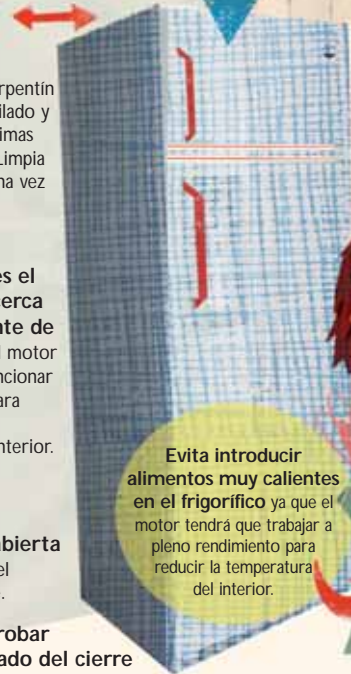 rpentín
ilado y
imas
Limpia
na vez
es el
cerca
nte de
l motor
ncionar
ara
nterior.
abierta
el
.
robar
ado del cierre
Evita introducir
alimentos muy calientes
en el frigorífico ya que el
motor tendrá que trabajar a
pleno rendimiento para
reducir la temperatura
del interior.